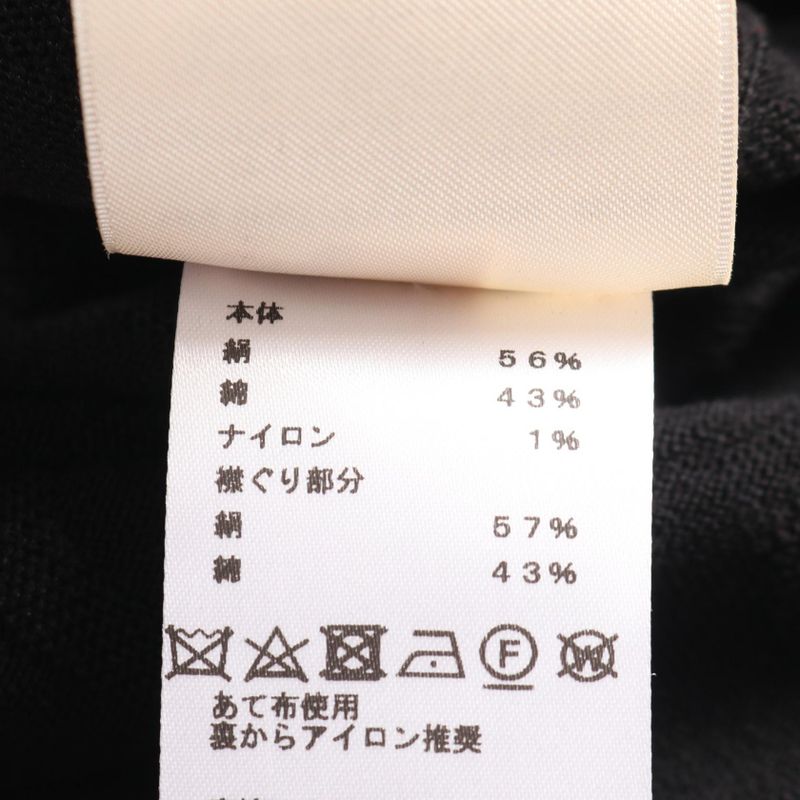 本体
絹 56%
綿 43%
ナイロン 1%
襟ぐり部分
絹 57%
綿 43%
F W
あて布使用
裏からアイロン推奨